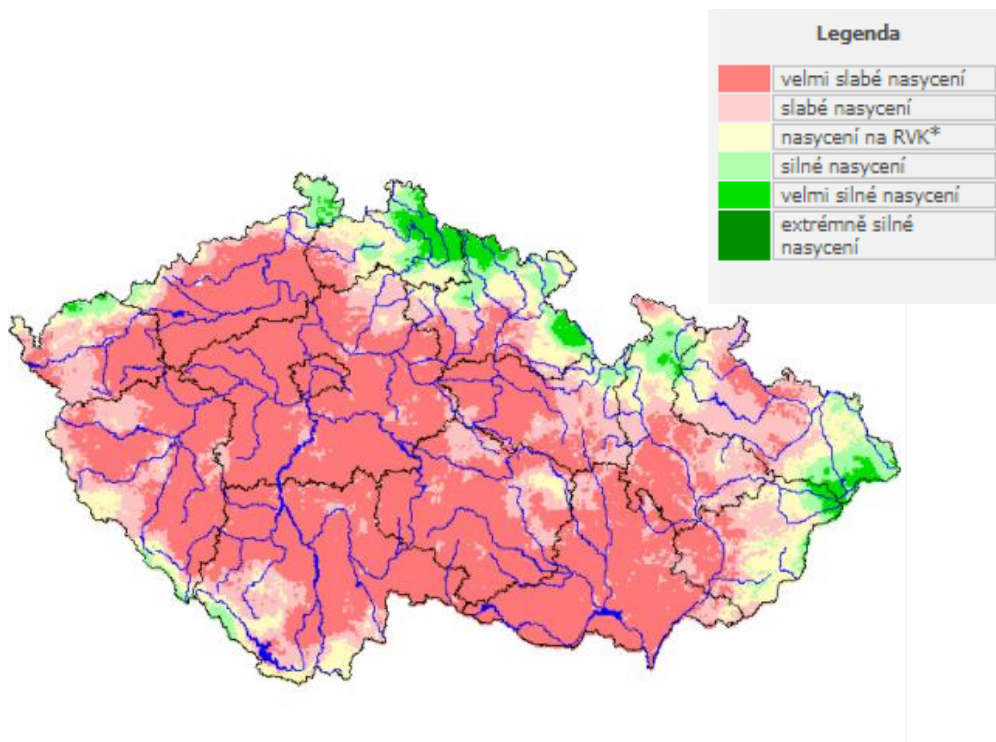 Legenda
velmi slabé nasycení
slabé nasycení
nasycení na RVK*
silné nasycení
velmi silné nasycení
extrémně silné
nasycení